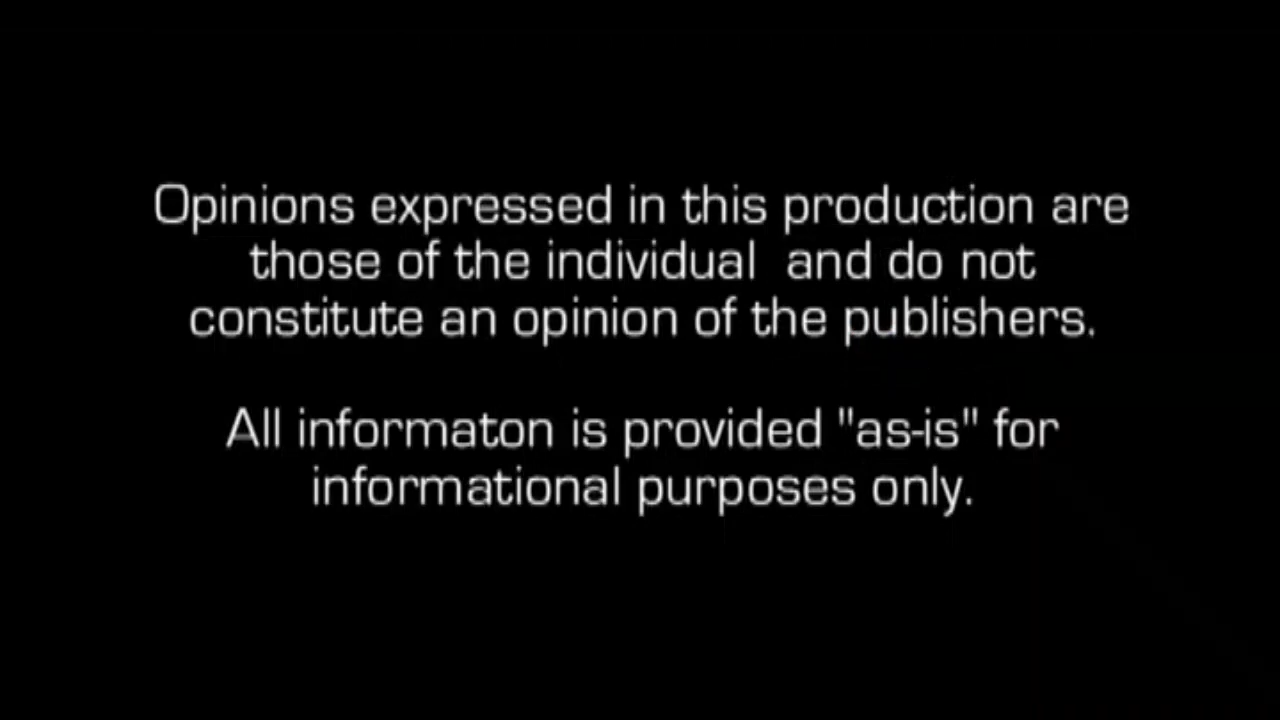 Opinions expressed in this production are
those of the individual  and do not
constitute an opinion of the publishers.
All informaton is provided "as-is" for
informational purposes only.